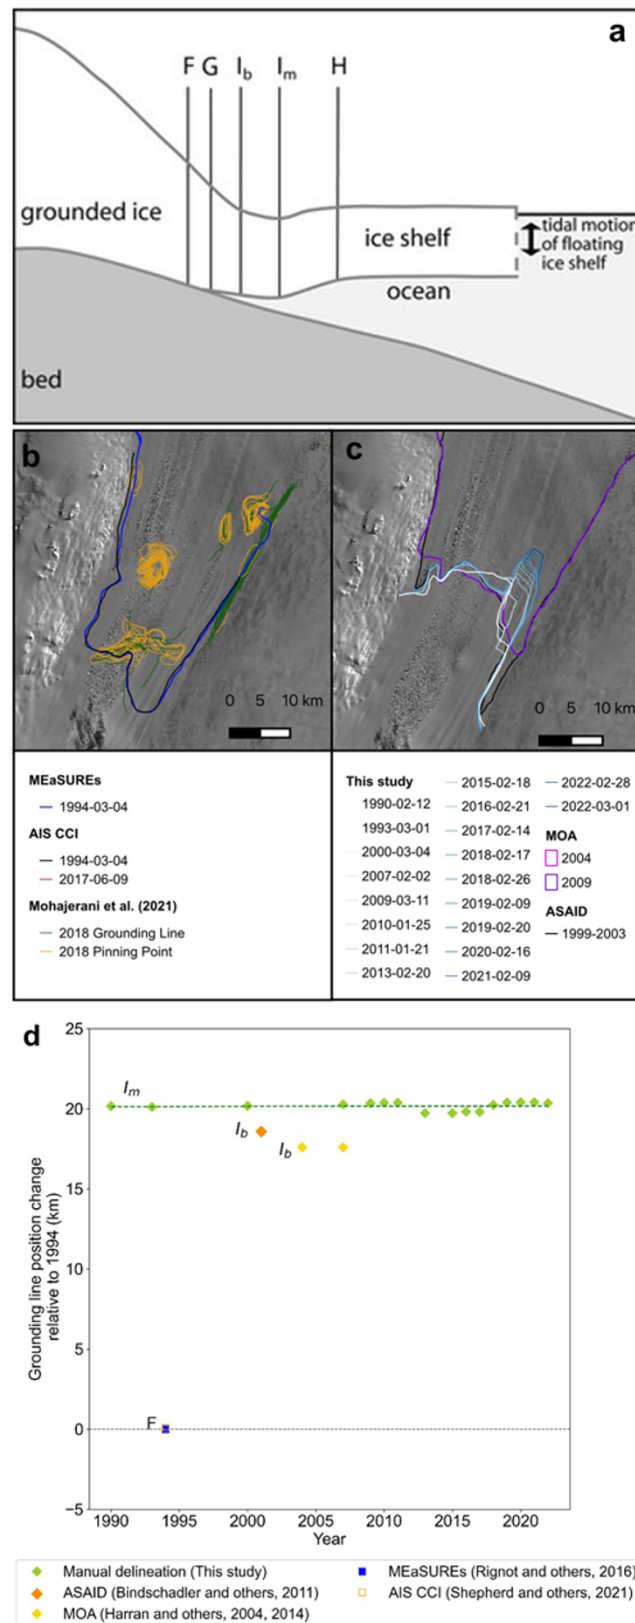 a
F G Ib Im H
grounded ice
ice shelf
tidal motion
of floating
ice shelf
ocean
bed
b
0 5 10 km
c
0 5 10 km
MEaSUREs
1994-03-04
AIS CCI
1994-03-04
2017-06-09
Mohajerani et al. (2021)
2018 Grounding Line
2018 Pinning Point
This study
1990-02-12
1993-03-01
2000-03-04
2007-02-02
2009-03-11
2010-01-25
2011-01-21
2013-02-20
2015-02-18
2016-02-21
2017-02-14
2018-02-17
2018-02-26
2019-02-09
2019-02-20
2020-02-16
2021-02-09
2022-02-28
2022-03-01
MOA
2004
2009
ASAID
1999-2003
d
25
20
15
10
5
0
−5
Grounding line position change
relative to 1994 (km)
Im
Ib
Ib
F
1990 1995 2000 2005 2010 2015 2020
Year
Manual delineation (This study)
ASAID (Bindschadler and others, 2011)
MOA (Harran and others, 2004, 2014)
MEaSUREs (Rignot and others, 2016)
AIS CCI (Shepherd and others, 2021)